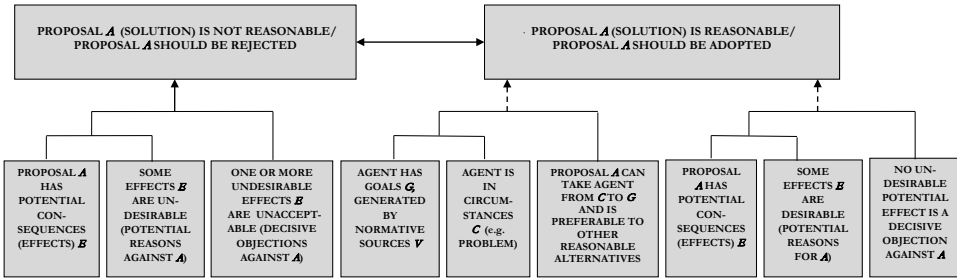 PROPOSAL A (SOLUTION) IS NOT REASONABLE/
PROPOSAL A SHOULD BE REJECTED
PROPOSAL A (SOLUTION) IS REASONABLE/
PROPOSAL A SHOULD BE ADOPTED
PROPOSAL A
HAS
POTENTIAL
CON-
SEQUENCES
(EFFECTS) E
SOME
EFFECTS E
ARE UN-
DESIRABLE
(POTENTIAL
REASONS
AGAINST A)
ONE OR MORE
UNDESIRABLE
EFFECTS E
ARE UNACCEPT-
ABLE (DECISIVE
OBJECTIONS
AGAINST A)
AGENT HAS
GOALS G,
GENERATED
BY
NORMATIVE
SOURCES V
AGENT IS
IN
CIRCUM-
STANCES
C (e.g.
PROBLEM)
PROPOSAL A CAN
TAKE AGENT
FROM C TO G
AND IS
PREFERABLE TO
OTHER
REASONABLE
ALTERNATIVES
PROPOSAL
A HAS
POTENTIAL
CON-
SEQUENCES
(EFFECTS) E
SOME
EFFECTS E
ARE
DESIRABLE
(POTENTIAL
REASONS
FOR A)
NO UN-
DESIRABLE
POTENTIAL
EFFECT IS A
DECISIVE
OBJECTION
AGAINST A